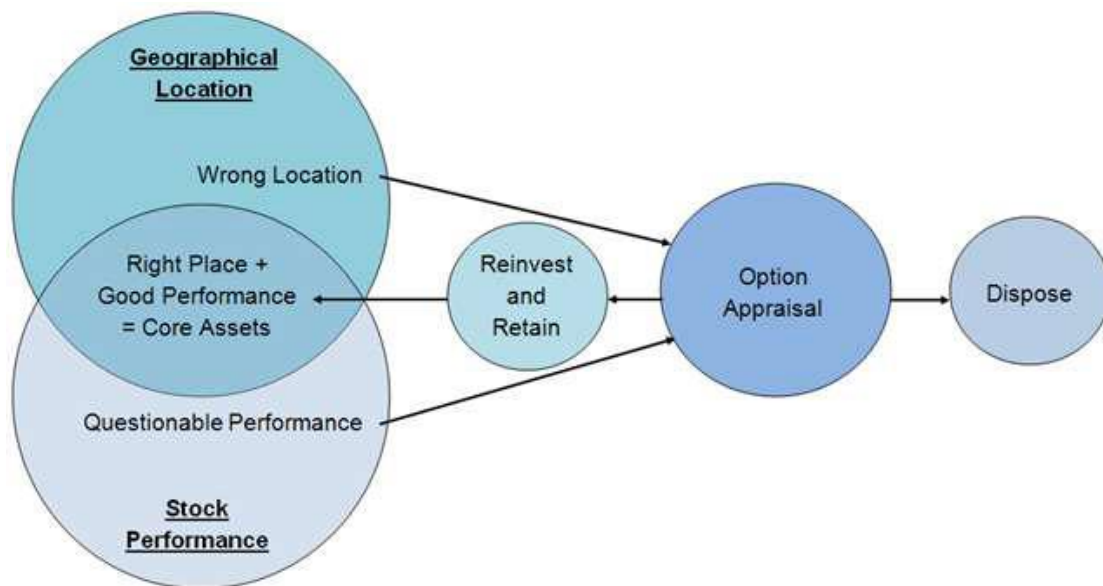 Geographical
Location
Wrong Location
Right Place +
Good Performance
= Core Assets
Reinvest
and
Retain
Option
Appraisal
Dispose
Questionable Performance
Stock
Performance